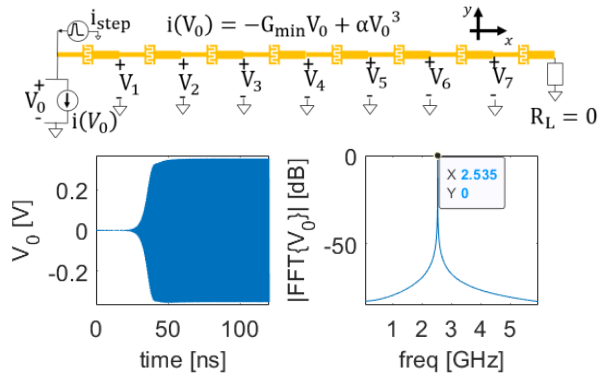 i_step
i(V₀) = −G_minV₀ + αV₀³
y
x
+ + + + + + + +
V₀ V₁ V₂ V₃ V₄ V₅ V₆ V₇
- - - - - - - -
i(V₀)
R_L = 0
V₀ [V]
0.2
0
-0.2
0 50 100
time [ns]
|FFT{V₀}| [dB]
0
-50
X 2.535
Y 0
1 2 3 4 5
freq [GHz]